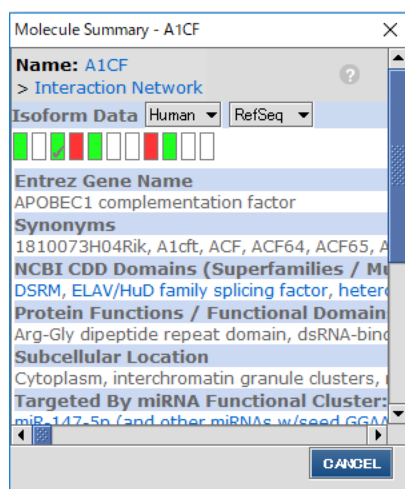 Molecule Summary - A1CF
Name: A1CF
> Interaction Network
Isoform Data Human RefSeq
Entrez Gene Name
APOBEC1 complementation factor
Synonyms
1810073H04Rik, A1cft, ACF, ACF64, ACF65, A
NCBI CDD Domains (Superfamilies / Mu
DSRM, ELAV/HuD family splicing factor, hetero
Protein Functions / Functional Domain
Arg-Gly dipeptide repeat domain, dsRNA-bind
Subcellular Location
Cytoplasm, interchromatin granule clusters,
Targeted By miRNA Functional Cluster:
miR-147-5p (and other miRNAs w/seed GGAA
CANCEL